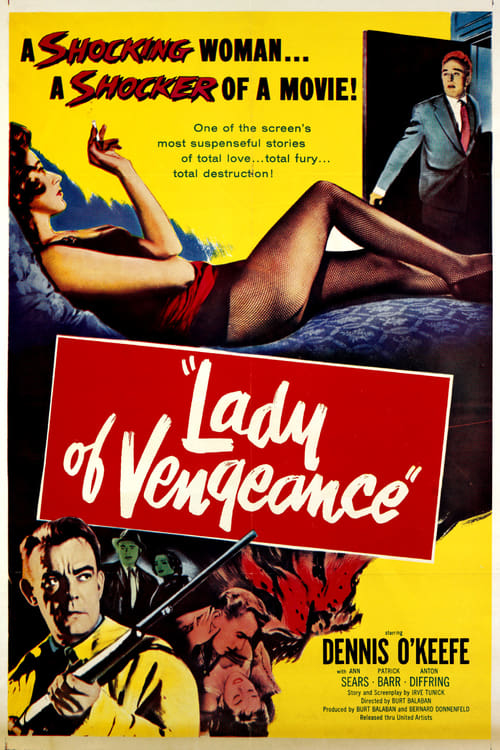 A SHOCKING WOMAN...
A SHOCKER OF A MOVIE!
One of the screen's
most suspenseful stories
of total love...total fury...
total destruction!
"Lady
of Vengeance"
starring
DENNIS O'KEEFE
with ANN PATRICK ANTON
SEARS · BARR · DIFFRING
Story and Screenplay by IRVE TUNICK
Directed by BURT BALABAN
Produced by BURT BALABAN and BERNARD DONNENFELD
Released thru United Artists